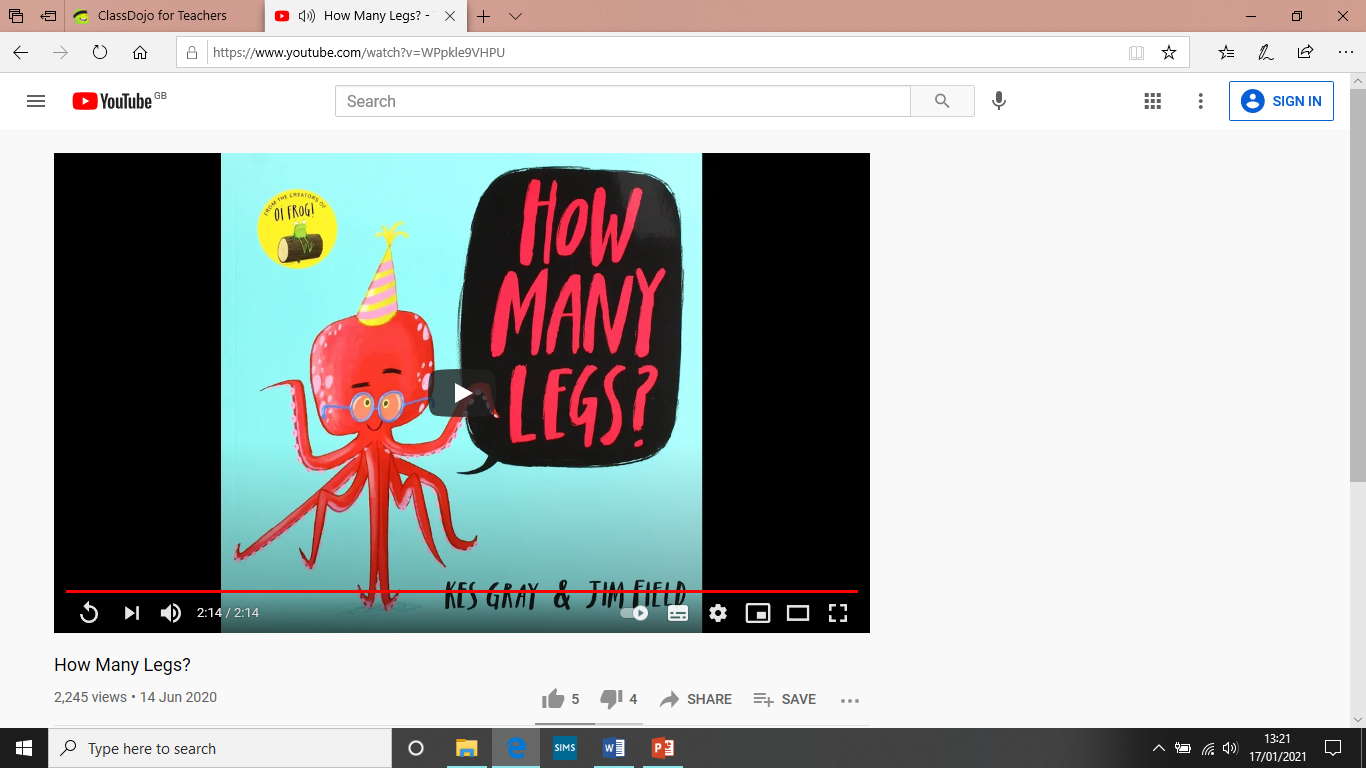 ClassDojo for Teachers
How Many Legs? -
https://www.youtube.com/watch?v=WPpkle9VHPU
YouTube GB
Search
SIGN IN
FROM THE CREATORS OF
OI FROG!
HOW
MANY
LEGS?
KES GRAY & JIM FIELD
2:14 / 2:14
How Many Legs?
2,245 views • 14 Jun 2020
5
4
SHARE
SAVE
Type here to search
SIMS
13:21
17/01/2021